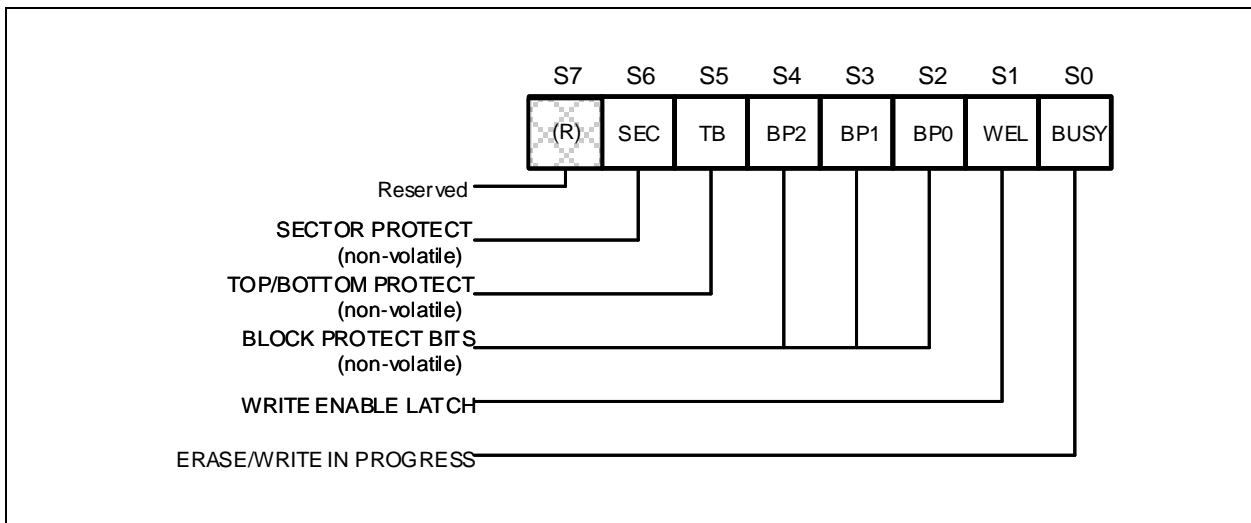 S7 S6 S5 S4 S3 S2 S1 S0
(R) SEC TB BP2 BP1 BP0 WEL BUSY
Reserved
SECTOR PROTECT
(non-volatile)
TOP/BOTTOM PROTECT
(non-volatile)
BLOCK PROTECT BITS
(non-volatile)
WRITE ENABLE LATCH
ERASE/WRITE IN PROGRESS